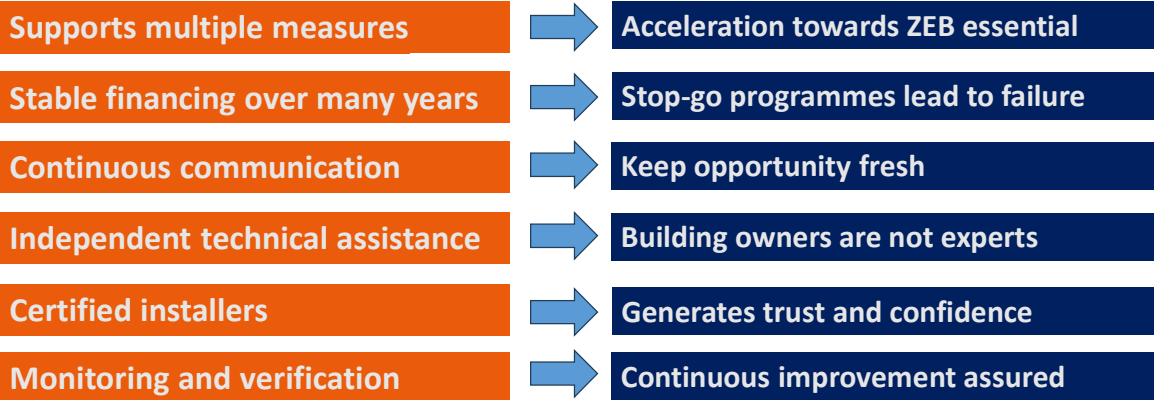 Supports multiple measures
Acceleration towards ZEB essential
Stable financing over many years
Stop-go programmes lead to failure
Continuous communication
Keep opportunity fresh
Independent technical assistance
Building owners are not experts
Certified installers
Generates trust and confidence
Monitoring and verification
Continuous improvement assured